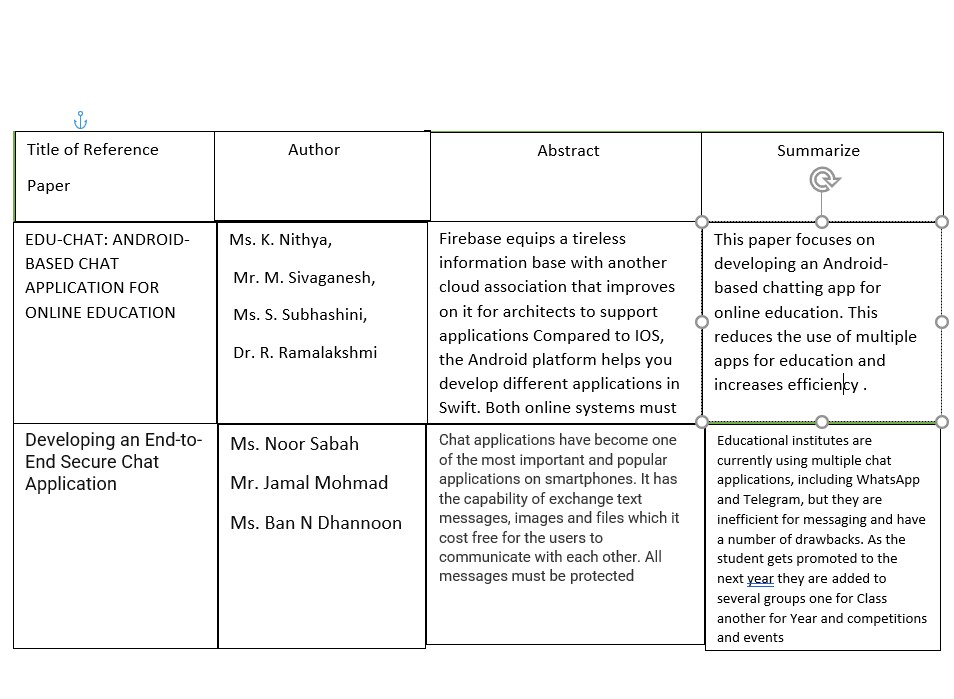 Title of Reference
Paper
Author
Abstract
Summarize
EDU-CHAT: ANDROID-
BASED CHAT
APPLICATION FOR
ONLINE EDUCATION
Ms. K. Nithya,
Mr. M. Sivaganesh,
Ms. S. Subhashini,
Dr. R. Ramalakshmi
Firebase equips a tireless
information base with another
cloud association that improves
on it for architects to support
applications Compared to IOS,
the Android platform helps you
develop different applications in
Swift. Both online systems must
This paper focuses on
developing an Android-
based chatting app for
online education. This
reduces the use of multiple
apps for education and
increases efficiency .
Developing an End-to-
End Secure Chat
Application
Ms. Noor Sabah
Mr. Jamal Mohmad
Ms. Ban N Dhannoon
Chat applications have become one
of the most important and popular
applications on smartphones. It has
the capability of exchange text
messages, images and files which it
cost free for the users to
communicate with each other. All
messages must be protected
Educational institutes are
currently using multiple chat
applications, including WhatsApp
and Telegram, but they are
inefficient for messaging and have
a number of drawbacks. As the
student gets promoted to the
next year they are added to
several groups one for Class
another for Year and competitions
and events